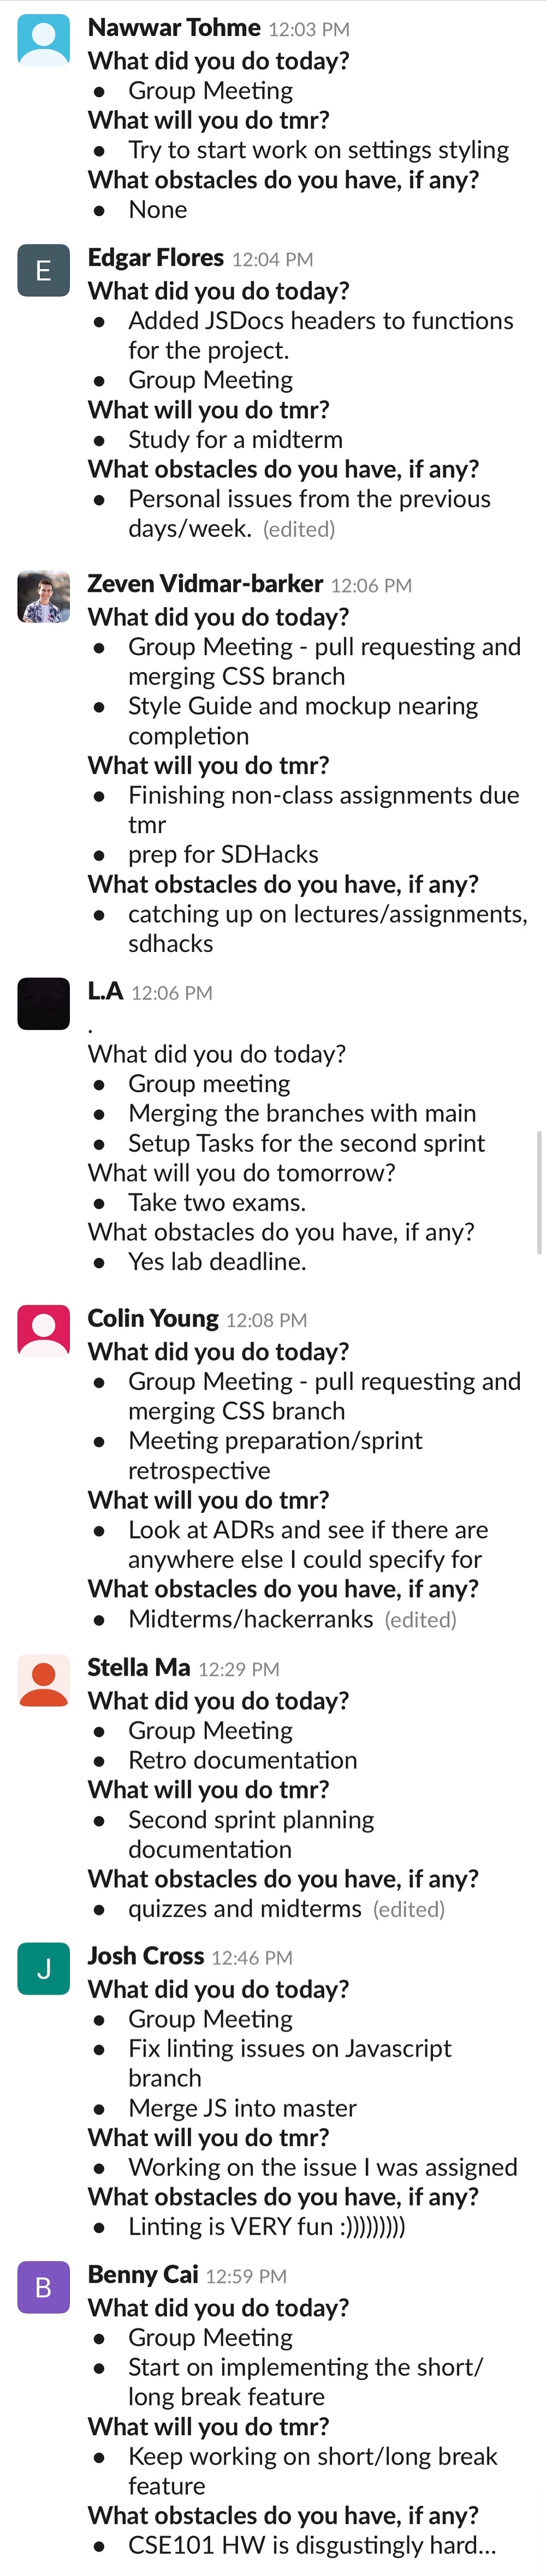 Nawwar Tohme 12:03 PM
What did you do today?
● Group Meeting
What will you do tmr?
● Try to start work on settings styling
What obstacles do you have, if any?
● None
E
Edgar Flores 12:04 PM
What did you do today?
● Added JSDocs headers to functions
for the project.
● Group Meeting
What will you do tmr?
● Study for a midterm
What obstacles do you have, if any?
● Personal issues from the previous
days/week. (edited)
Zeven Vidmar-barker 12:06 PM
What did you do today?
● Group Meeting - pull requesting and
merging CSS branch
● Style Guide and mockup nearing
completion
What will you do tmr?
● Finishing non-class assignments due
tmr
● prep for SDHacks
What obstacles do you have, if any?
● catching up on lectures/assignments,
sdhacks
L.A 12:06 PM
.
What did you do today?
● Group meeting
● Merging the branches with main
● Setup Tasks for the second sprint
What will you do tomorrow?
● Take two exams.
What obstacles do you have, if any?
● Yes lab deadline.
Colin Young 12:08 PM
What did you do today?
● Group Meeting - pull requesting and
merging CSS branch
● Meeting preparation/sprint
retrospective
What will you do tmr?
● Look at ADRs and see if there are
anywhere else I could specify for
What obstacles do you have, if any?
● Midterms/hackerranks (edited)
Stella Ma 12:29 PM
What did you do today?
● Group Meeting
● Retro documentation
What will you do tmr?
● Second sprint planning
documentation
What obstacles do you have, if any?
● quizzes and midterms (edited)
J
Josh Cross 12:46 PM
What did you do today?
● Group Meeting
● Fix linting issues on Javascript
branch
● Merge JS into master
What will you do tmr?
● Working on the issue I was assigned
What obstacles do you have, if any?
● Linting is VERY fun :)))))))))
B
Benny Cai 12:59 PM
What did you do today?
● Group Meeting
● Start on implementing the short/
long break feature
What will you do tmr?
● Keep working on short/long break
feature
What obstacles do you have, if any?
● CSE101 HW is disgustingly hard...